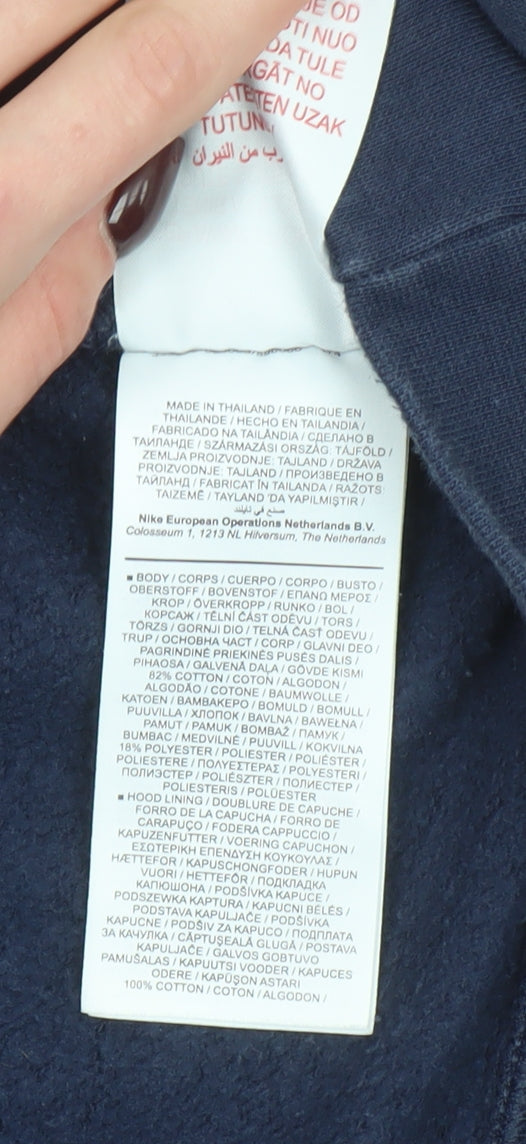 JE OD
OTI NUO
DA TULE
RGĀT NO
ATEȚEN UZAK
TUTUN
من النيران
MADE IN THAILAND / FABRIQUE EN
THAILANDE / HECHO EN TAILANDIA /
FABRICADO NA TAILÂNDIA / СДЕЛАНО В
ТАИЛАНДЕ / SZÁRMAZÁSI ORSZÁG: TÁJFÖLD /
ZEMLJA PROIZVODNJE: TAJLAND / DRŽAVA
PROIZVODNJE: TAJLAND / ПРОИЗВЕДЕНО В
ТАЙЛАНД / FABRICAT ÎN TAILANDA / RAŽOTS:
TAIZEMĒ / TAYLAND 'DA YAPILMIŞTIR /
صنع في تايلند
Nike European Operations Netherlands B.V.
Colosseum 1, 1213 NL Hilversum, The Netherlands
■ BODY / CORPS / CUERPO / CORPO / BUSTO /
OBERSTOFF / BOVENSTOF / ΕΠΑΝΩ ΜΕΡΟΣ /
KROP / ÖVERKROPP / RUNKO / BOL /
КОРСАЖ / TĚLNÍ ČÁST ODĚVU / TORS /
TÖRZS / GORNJI DIO / TELNÁ ČASŤ ODEVU /
TRUP / ОСНОВНА ЧАСТ / CORP / GLAVNI DEO /
PAGRINDINĖ PRIEKINĖS PUSĖS DALIS /
PIHAOSA / GALVENĀ DAĻA / GÖVDE KISMI
82% COTTON / COTON / ALGODON /
ALGODÃO / COTONE / BAUMWOLLE /
KATOEN / ΒΑΜΒΑΚΕΡΟ / BOMULD / BOMULL /
PUUVILLA / ХЛОПОК / BAVLNA / BAWEŁNA /
PAMUT / PAMUK / BOMBAŽ / ПАМУК /
BUMBAC / MEDVILNĖ / PUUVILL / KOKVILNA
18% POLYESTER / POLIESTER / POLIÉSTER /
POLIESTERE / ΠΟΛΥΕΣΤΕΡΑΣ / POLYESTERI /
ПОЛИЭСТЕР / POLIÉSZTER / ПОЛИЕСТЕР /
POLIESTERIS / POLÜESTER
■ HOOD LINING / DOUBLURE DE CAPUCHE /
FORRO DE LA CAPUCHA / FORRO DE
CARAPUÇO / FODERA CAPPUCCIO /
KAPUZENFUTTER / VOERING CAPUCHON /
ΕΣΩΤΕΡΙΚΗ ΕΠΕΝΔΥΣΗ ΚΟΥΚΟΥΛΑΣ /
HÆTTEFOR / KAPUSCHONGFODER / HUPUN
VUORI / HETTEFÔR / ПОДКЛАДКА
КАПЮШОНА / PODŠÍVKA KAPUCE /
PODSZEWKA KAPTURA / KAPUCNI BÉLÉS /
PODSTAVA KAPULJAČE / PODŠÍVKA
KAPUCNE / PODŠIV ZA KAPUCO / ПОДПЛАТА
ЗА КАЧУЛКА / CĂPTUŞEALĂ GLUGĂ / POSTAVA
KAPULJAČE / GALVOS GOBTUVO
PAMUŠALAS / KAPUUTSI VOODER / KAPUCES
ODERE / KAPÜŞON ASTARI
100% COTTON / COTON / ALGODON /